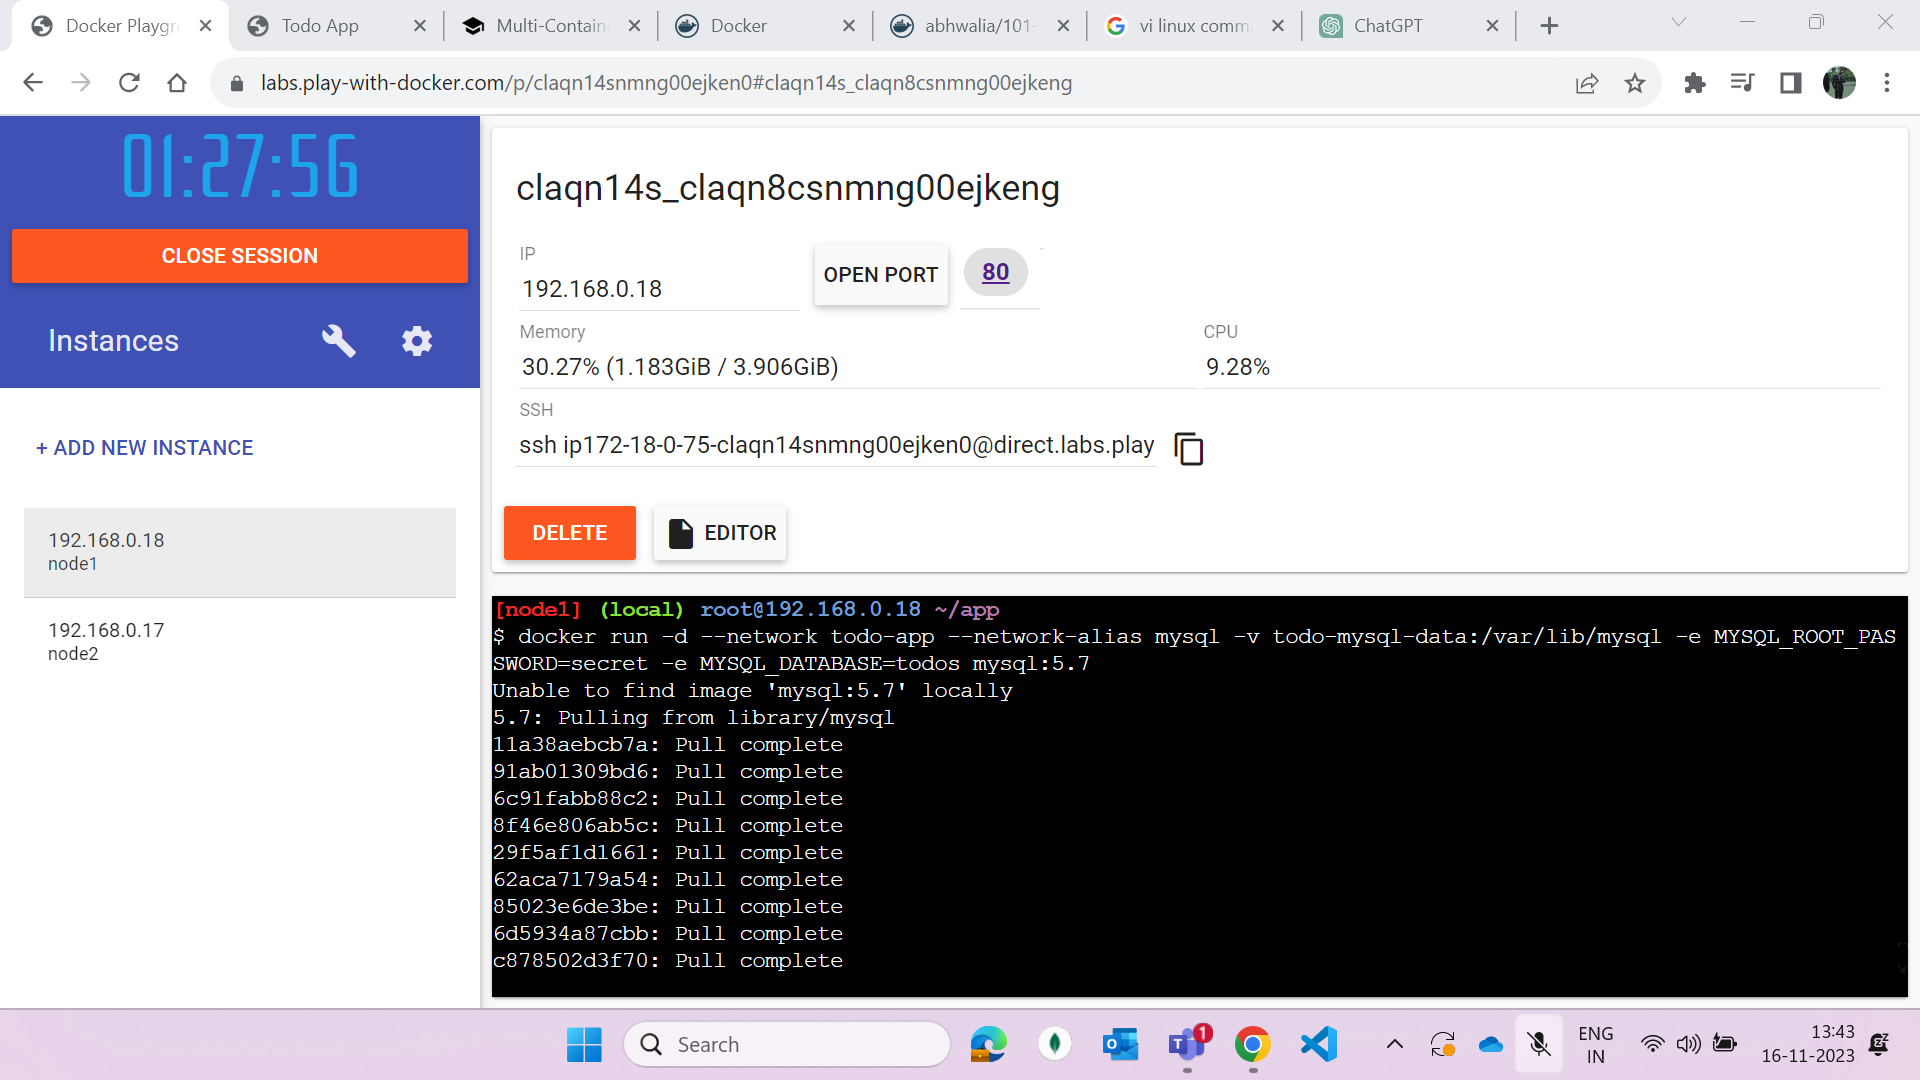 Docker Playgr
Todo App
Multi-Contain
Docker
abhwalia/101-
vi linux comm
ChatGPT
labs.play-with-docker.com/p/claqn14snmng00ejken0#claqn14s_claqn8csnmng00ejkeng
01:27:56
CLOSE SESSION
Instances
+ ADD NEW INSTANCE
192.168.0.18
node1
192.168.0.17
node2
claqn14s_claqn8csnmng00ejkeng
IP
192.168.0.18
OPEN PORT
80
Memory
30.27% (1.183GiB / 3.906GiB)
CPU
9.28%
SSH
ssh ip172-18-0-75-claqn14snmng00ejken0@direct.labs.play
DELETE
EDITOR
[node1] (local) root@192.168.0.18 ~/app
$ docker run -d --network todo-app --network-alias mysql -v todo-mysql-data:/var/lib/mysql -e MYSQL_ROOT_PAS
SWORD=secret -e MYSQL_DATABASE=todos mysql:5.7
Unable to find image 'mysql:5.7' locally
5.7: Pulling from library/mysql
11a38aebcb7a: Pull complete
91ab01309bd6: Pull complete
6c91fabb88c2: Pull complete
8f46e806ab5c: Pull complete
29f5af1d1661: Pull complete
62aca7179a54: Pull complete
85023e6de3be: Pull complete
6d5934a87cbb: Pull complete
c878502d3f70: Pull complete
Search
1
ENG
IN
13:43
16-11-2023